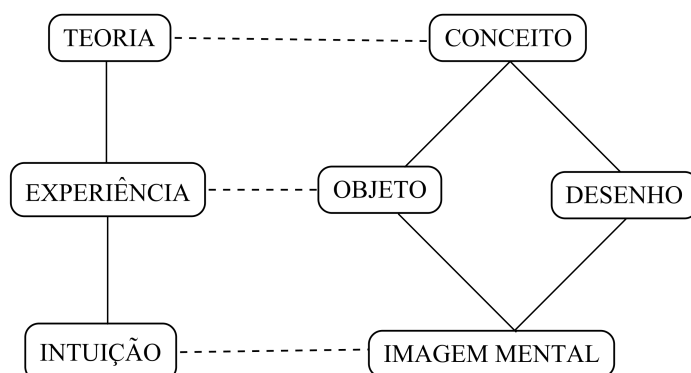 TEORIA
CONCEITO
EXPERIÊNCIA
OBJETO
DESENHO
INTUIÇÃO
IMAGEM MENTAL